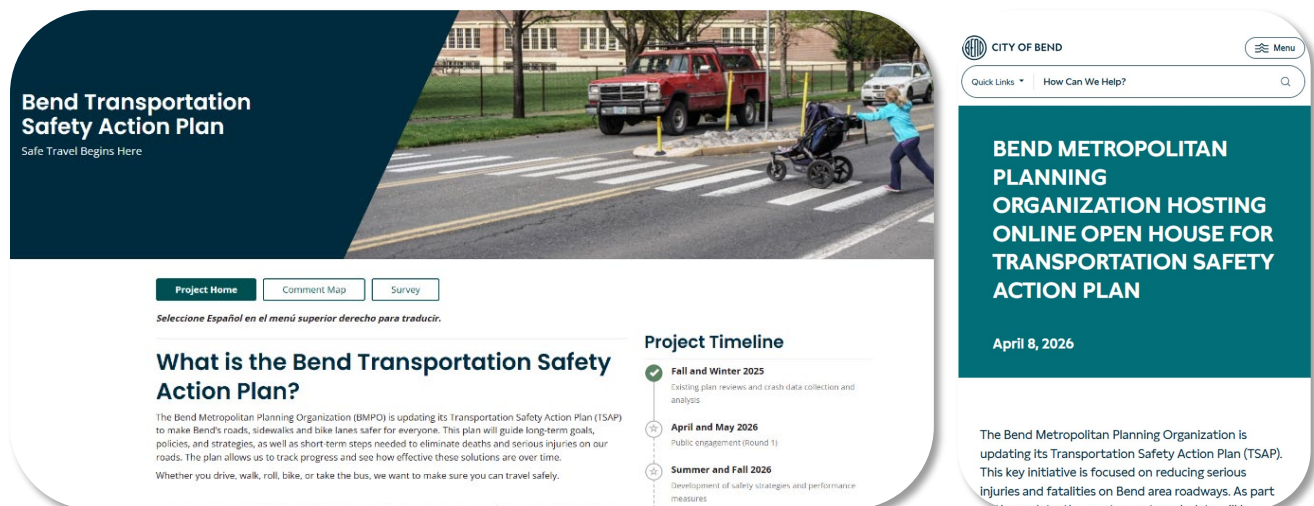 Bend Transportation
Safety Action Plan
Safe Travel Begins Here
Project Home
Comment Map
Survey
Seleccione Español en el menú superior derecho para traducir.
What is the Bend Transportation Safety
Action Plan?
The Bend Metropolitan Planning Organization (BMPO) is updating its Transportation Safety Action Plan (TSAP)
to make Bend's roads, sidewalks and bike lanes safer for everyone. This plan will guide long-term goals,
policies, and strategies, as well as short-term steps needed to eliminate deaths and serious injuries on our
roads. The plan allows us to track progress and see how effective these solutions are over time.
Whether you drive, walk, roll, bike, or take the bus, we want to make sure you can travel safely.
Project Timeline
Fall and Winter 2025
Existing plan reviews and crash data collection and
analysis
April and May 2026
Public engagement (Round 1)
Summer and Fall 2026
Development of safety strategies and performance
measures
BEND
CITY OF BEND
Menu
Quick Links
How Can We Help?
BEND METROPOLITAN
PLANNING
ORGANIZATION HOSTING
ONLINE OPEN HOUSE FOR
TRANSPORTATION SAFETY
ACTION PLAN
April 8, 2026
The Bend Metropolitan Planning Organization is
updating its Transportation Safety Action Plan (TSAP).
This key initiative is focused on reducing serious
injuries and fatalities on Bend area roadways. As part